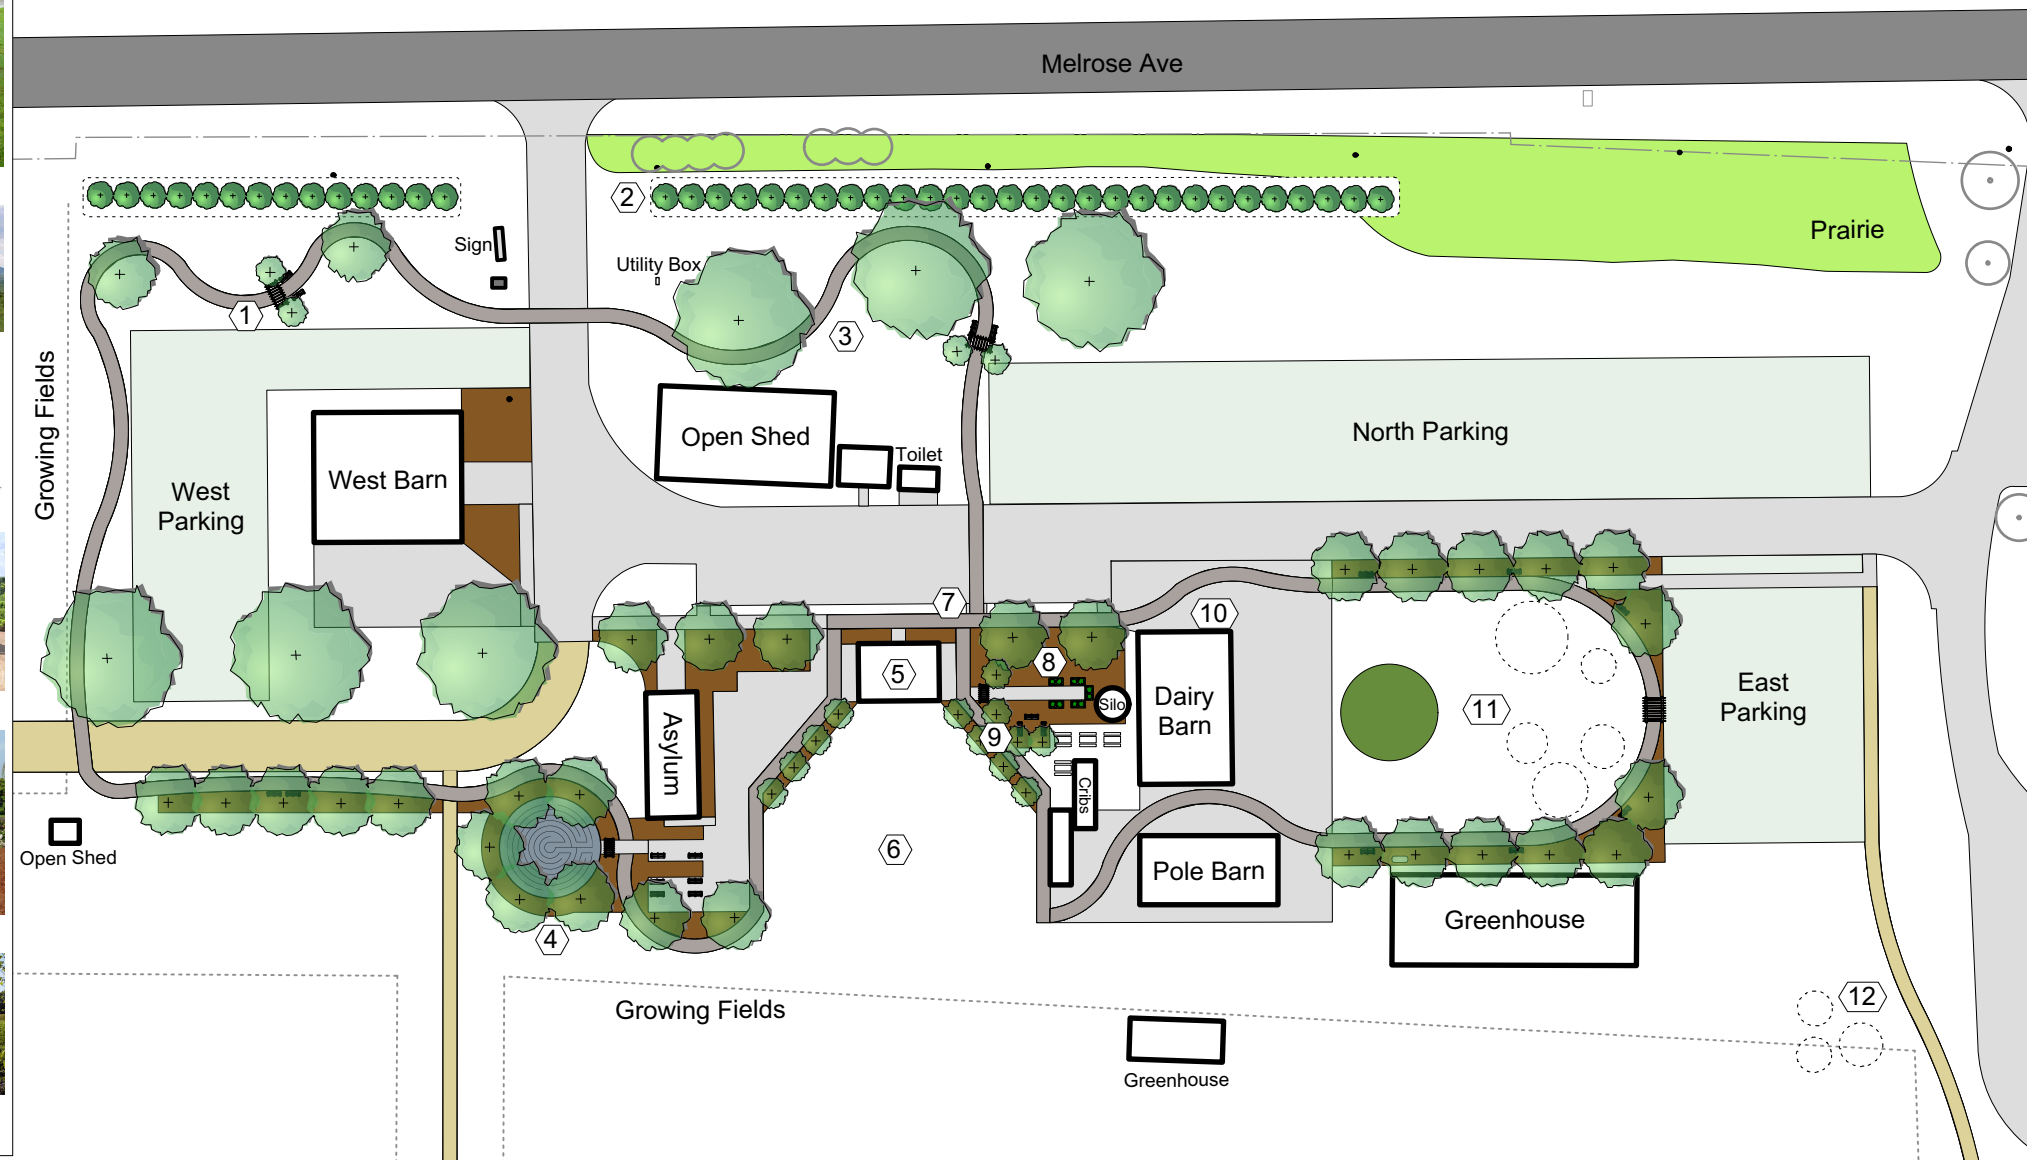 Melrose Ave
2
Prairie
Sign
Utility Box
1
3
Growing Fields
Open Shed
North Parking
Toilet
West Barn
West
Parking
7
10
8
5
Silo
Dairy
Barn
11
East
Parking
9
Asylum
Cribs
6
Open Shed
Pole Barn
Greenhouse
4
12
Growing Fields
Greenhouse